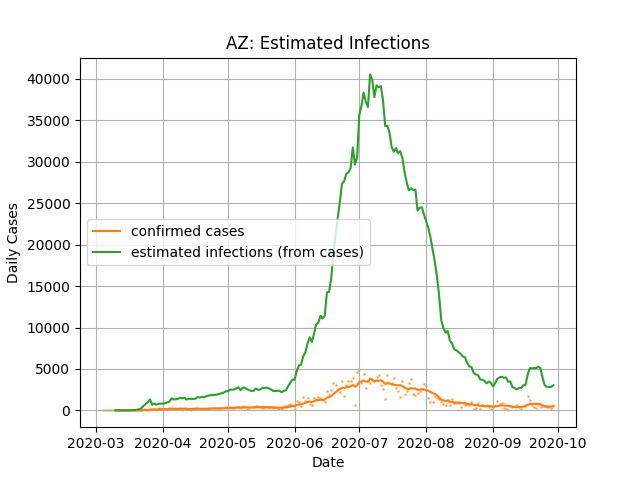 AZ: Estimated Infections
Daily Cases
40000
35000
30000
25000
20000
15000
10000
5000
0
confirmed cases
estimated infections (from cases)
2020-03 2020-04 2020-05 2020-06 2020-07 2020-08 2020-09 2020-10
Date